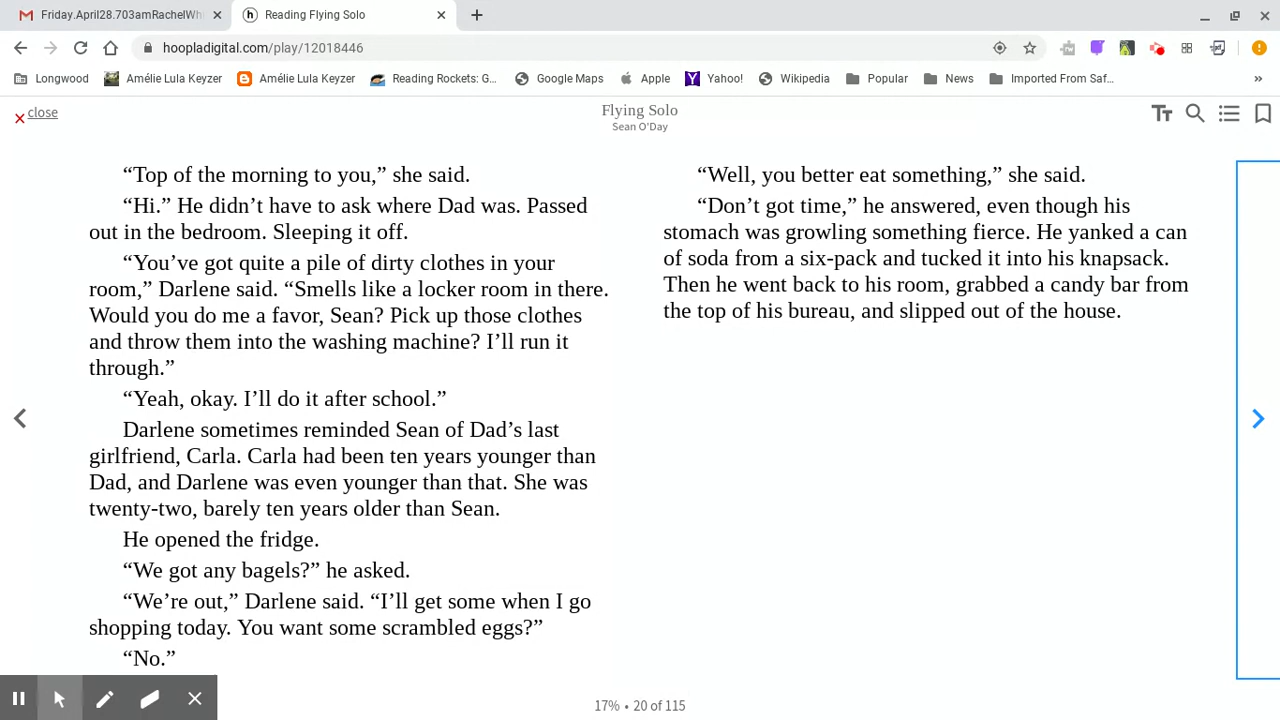 Friday.April28.703amRachelWh
Reading Flying Solo
hoopladigital.com/play/12018446
Longwood
Amélie Lula Keyzer
Amélie Lula Keyzer
Reading Rockets: G...
Google Maps
Apple
Yahoo!
Wikipedia
Popular
News
Imported From Saf...
»
close
Flying Solo
Sean O'Day
“Top of the morning to you,” she said.
“Hi.” He didn’t have to ask where Dad was. Passed
out in the bedroom. Sleeping it off.
“You’ve got quite a pile of dirty clothes in your
room,” Darlene said. “Smells like a locker room in there.
Would you do me a favor, Sean? Pick up those clothes
and throw them into the washing machine? I’ll run it
through.”
“Yeah, okay. I’ll do it after school.”
Darlene sometimes reminded Sean of Dad’s last
girlfriend, Carla. Carla had been ten years younger than
Dad, and Darlene was even younger than that. She was
twenty-two, barely ten years older than Sean.
He opened the fridge.
“We got any bagels?” he asked.
“We’re out,” Darlene said. “I’ll get some when I go
shopping today. You want some scrambled eggs?”
“No.”
“Well, you better eat something,” she said.
“Don’t got time,” he answered, even though his
stomach was growling something fierce. He yanked a can
of soda from a six-pack and tucked it into his knapsack.
Then he went back to his room, grabbed a candy bar from
the top of his bureau, and slipped out of the house.
17% • 20 of 115